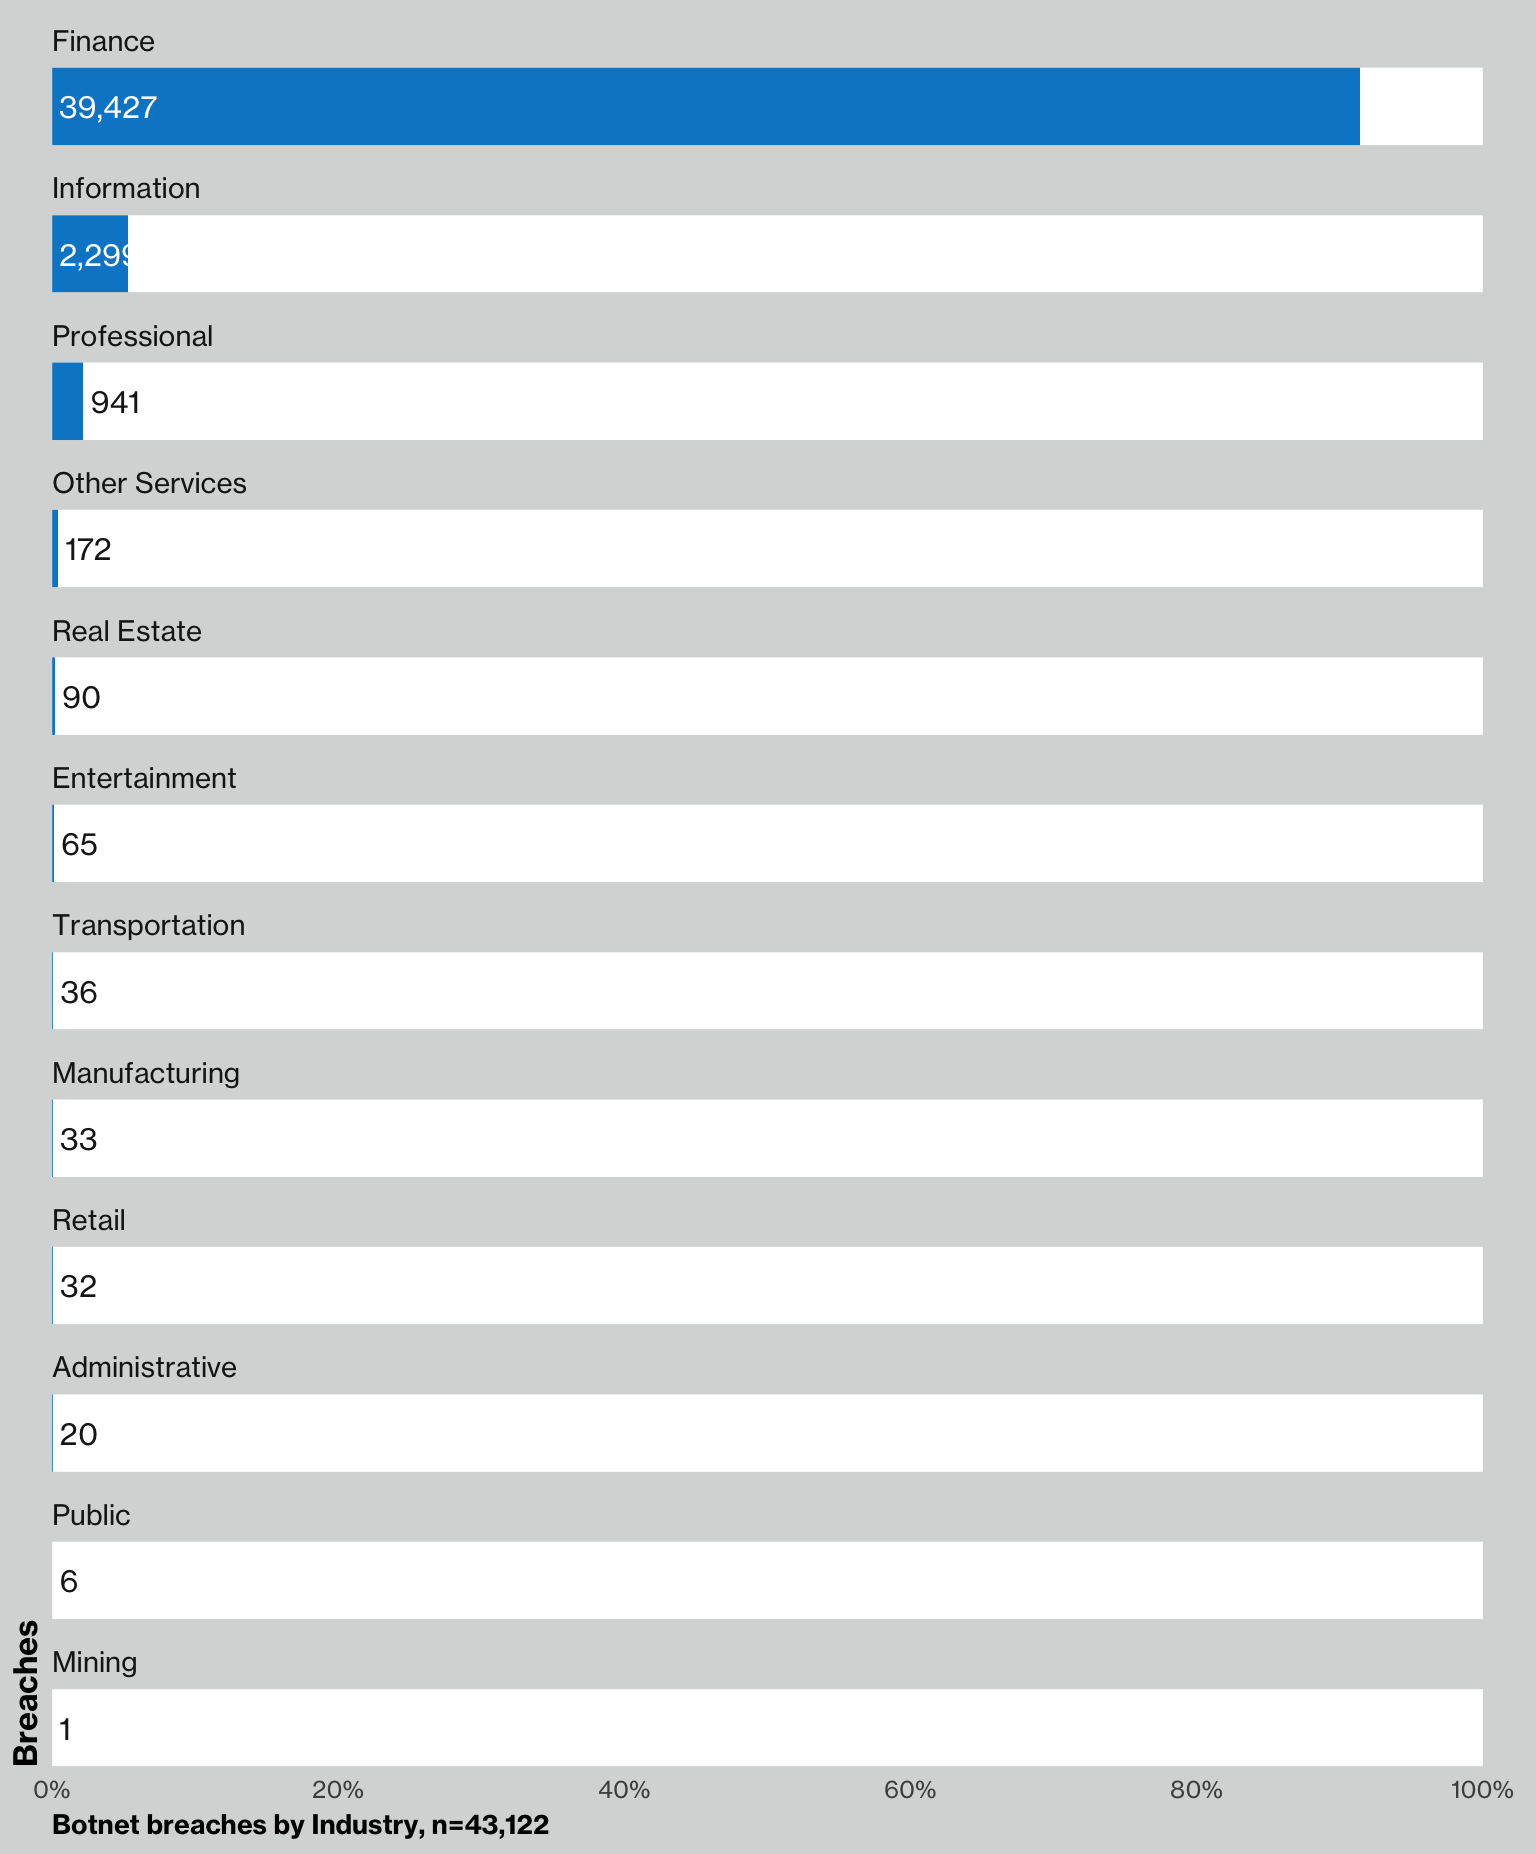 Finance
39,427
Information
2,299
Professional
941
Other Services
172
Real Estate
90
Entertainment
65
Transportation
36
Manufacturing
33
Retail
32
Administrative
20
Public
6
Mining
1
Breaches
0% 20% 40% 60% 80% 100%
Botnet breaches by Industry, n=43,122